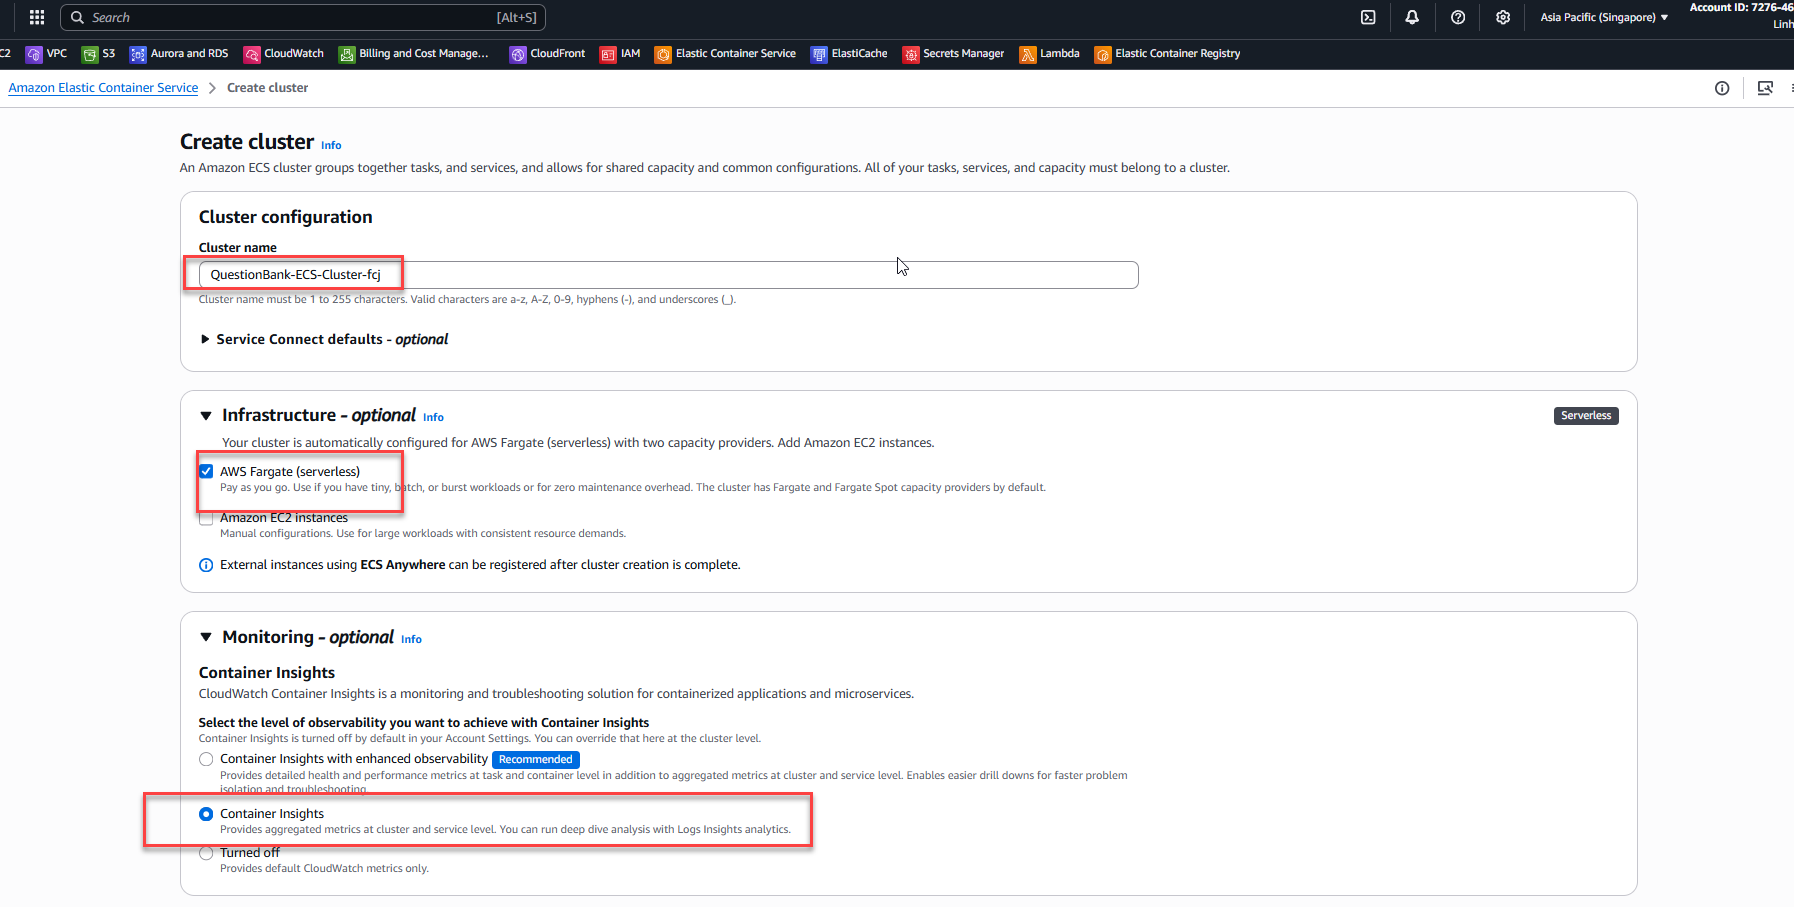 Search [Alt+S] Asia Pacific (Singapore) Account ID: 7276-46
Linh
C2 VPC S3 Aurora and RDS CloudWatch Billing and Cost Manage... CloudFront IAM Elastic Container Service ElastiCache Secrets Manager Lambda Elastic Container Registry
Amazon Elastic Container Service > Create cluster
Create cluster Info
An Amazon ECS cluster groups together tasks, and services, and allows for shared capacity and common configurations. All of your tasks, services, and capacity must belong to a cluster.
Cluster configuration
Cluster name
QuestionBank-ECS-Cluster-fcj
Cluster name must be 1 to 255 characters. Valid characters are a-z, A-Z, 0-9, hyphens (-), and underscores (_).
Service Connect defaults - optional
Infrastructure - optional Info Serverless
Your cluster is automatically configured for AWS Fargate (serverless) with two capacity providers. Add Amazon EC2 instances.
AWS Fargate (serverless)
Pay as you go. Use if you have tiny, batch, or burst workloads or for zero maintenance overhead. The cluster has Fargate and Fargate Spot capacity providers by default.
Amazon EC2 instances
Manual configurations. Use for large workloads with consistent resource demands.
External instances using ECS Anywhere can be registered after cluster creation is complete.
Monitoring - optional Info
Container Insights
CloudWatch Container Insights is a monitoring and troubleshooting solution for containerized applications and microservices.
Select the level of observability you want to achieve with Container Insights
Container Insights is turned off by default in your Account Settings. You can override that here at the cluster level.
Container Insights with enhanced observability Recommended
Provides detailed health and performance metrics at task and container level in addition to aggregated metrics at cluster and service level. Enables easier drill downs for faster problem
isolation and troubleshooting.
Container Insights
Provides aggregated metrics at cluster and service level. You can run deep dive analysis with Logs Insights analytics.
Turned off
Provides default CloudWatch metrics only.